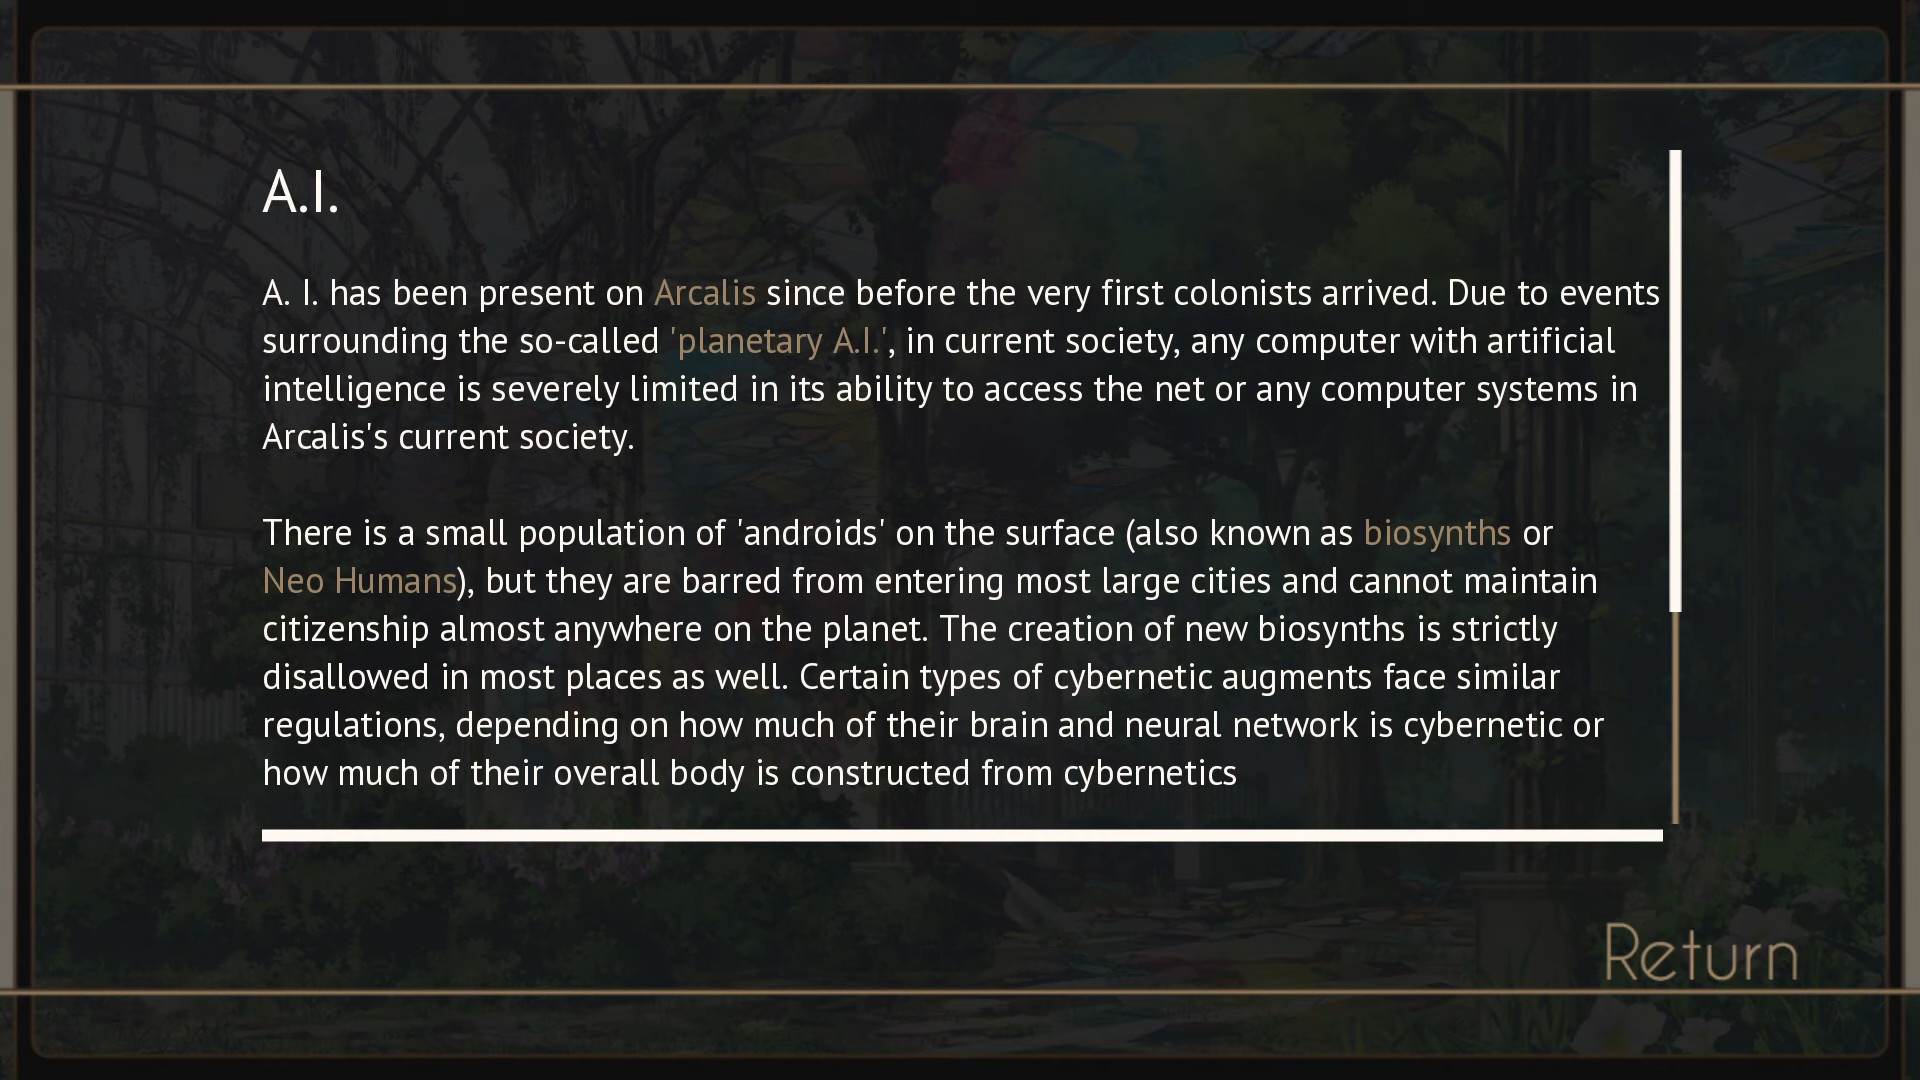 A.I.
A. I. has been present on Arcalis since before the very first colonists arrived. Due to events
surrounding the so-called 'planetary A.I.', in current society, any computer with artificial
intelligence is severely limited in its ability to access the net or any computer systems in
Arcalis's current society.
There is a small population of 'androids' on the surface (also known as biosynths or
Neo Humans), but they are barred from entering most large cities and cannot maintain
citizenship almost anywhere on the planet. The creation of new biosynths is strictly
disallowed in most places as well. Certain types of cybernetic augments face similar
regulations, depending on how much of their brain and neural network is cybernetic or
how much of their overall body is constructed from cybernetics
Return